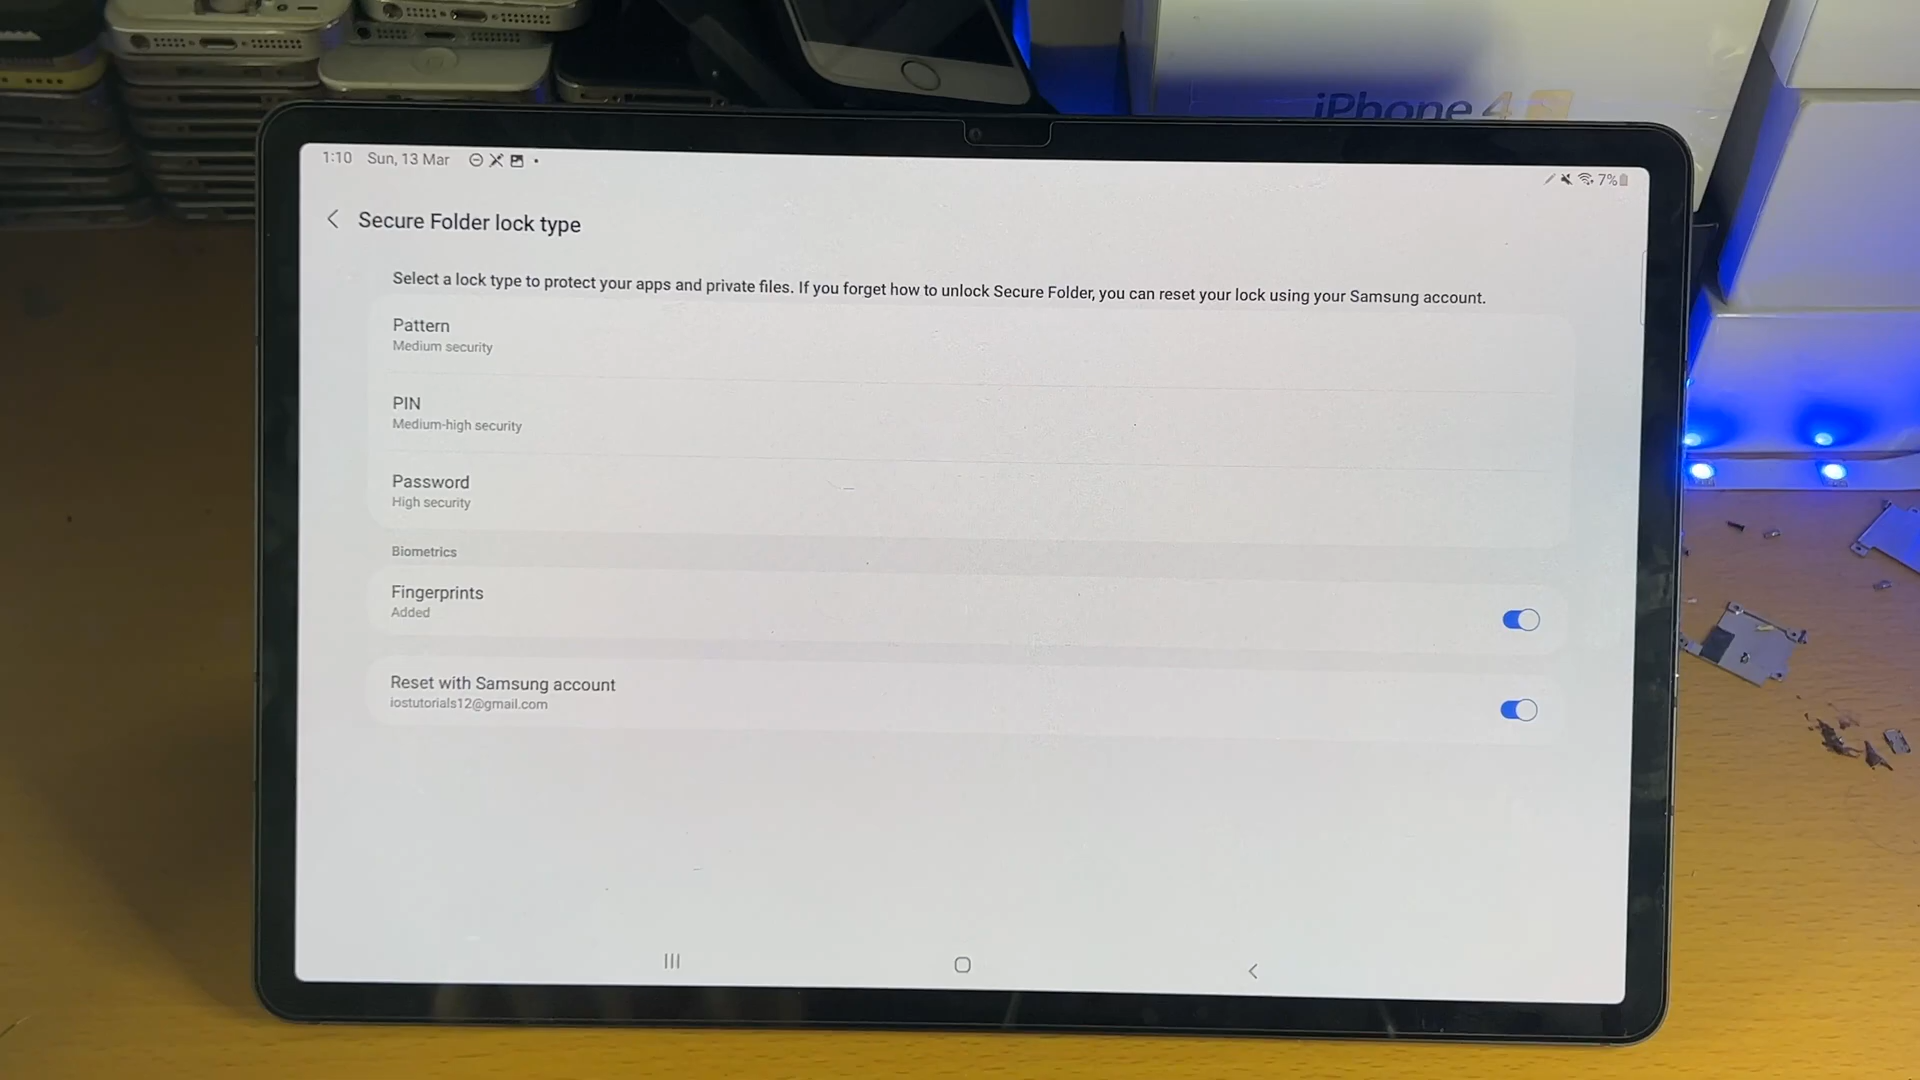 iPhone 4
1:10 Sun, 13 Mar
7%
Secure Folder lock type
Select a lock type to protect your apps and private files. If you forget how to unlock Secure Folder, you can reset your lock using your Samsung account.
Pattern
Medium security
PIN
Medium-high security
Password
High security
Biometrics
Fingerprints
Added
Reset with Samsung account
iostutorials12@gmail.com